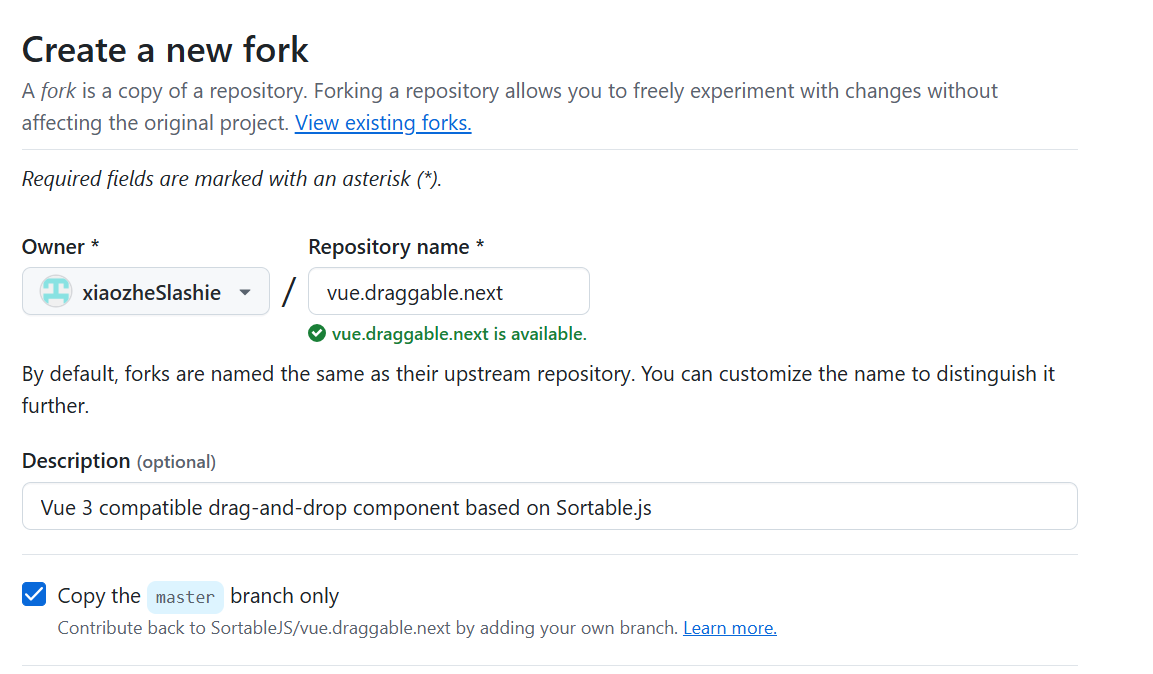 Create a new fork
A fork is a copy of a repository. Forking a repository allows you to freely experiment with changes without
affecting the original project. View existing forks.
Required fields are marked with an asterisk (*).
Owner *
Repository name *
xiaozheSlashie
/
vue.draggable.next
vue.draggable.next is available.
By default, forks are named the same as their upstream repository. You can customize the name to distinguish it
further.
Description (optional)
Vue 3 compatible drag-and-drop component based on Sortable.js
Copy the master branch only
Contribute back to SortableJS/vue.draggable.next by adding your own branch. Learn more.